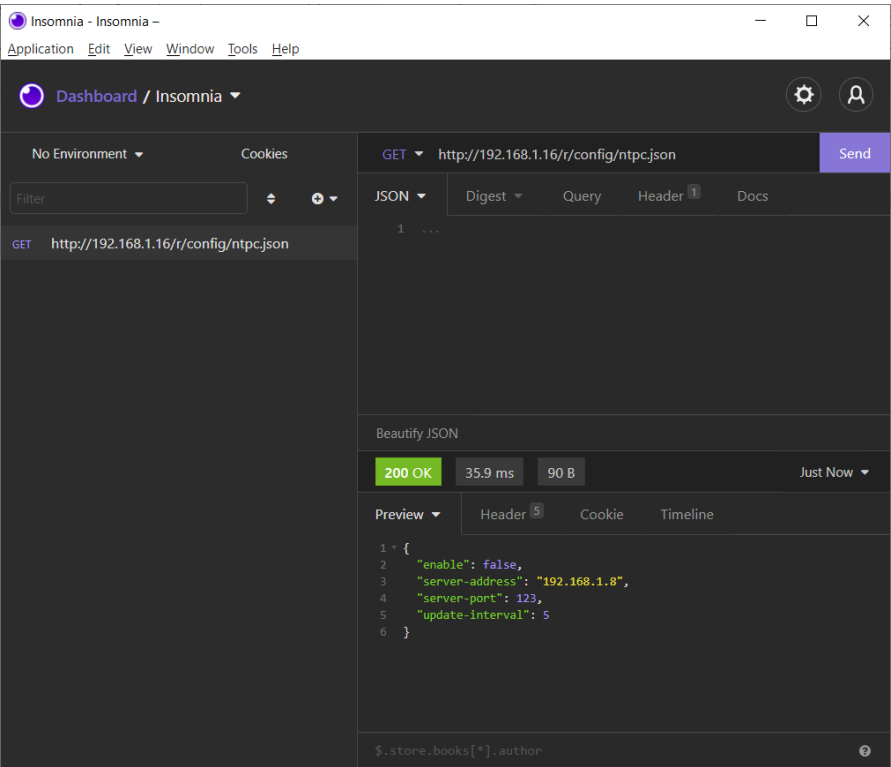 Insomnia - Insomnia –
Application Edit View Window Tools Help
Dashboard / Insomnia
No Environment Cookies
GET http://192.168.1.16/r/config/ntpc.json Send
Filter
JSON Digest Query Header 1 Docs
1 ...
GET http://192.168.1.16/r/config/ntpc.json
Beautify JSON
200 OK 35.9 ms 90 B Just Now
Preview Header 5 Cookie Timeline
1 {
2 "enable": false,
3 "server-address": "192.168.1.8",
4 "server-port": 123,
5 "update-interval": 5
6 }
$.store.books[*].author